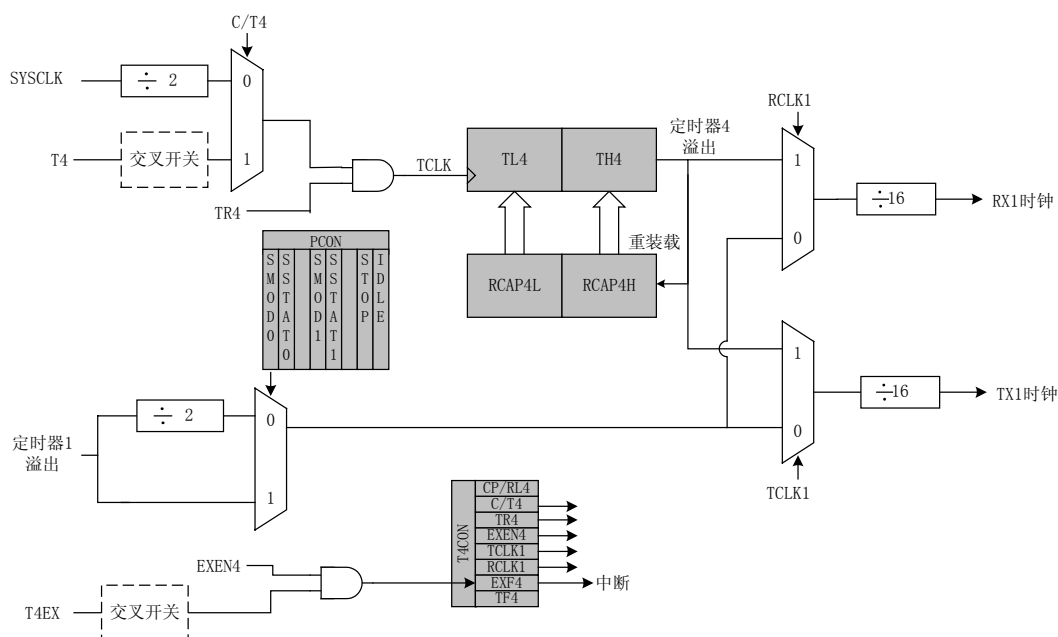 C/T4
SYSCLK
÷ 2
0
1
T4
交叉开关
TR4
TCLK
TL4
TH4
定时器4
溢出
RCLK1
1
0
÷16
RX1时钟
重装载
RCAP4L
RCAP4H
PCON
SMOD0
SSTAT0
SMOD1
SSTAT1
STOP
IDLE
1
0
÷16
TX1时钟
TCLK1
定时器1
溢出
÷ 2
0
1
T4CON
CP/RL4
C/T4
TR4
EXEN4
TCLK1
RCLK1
EXF4
TF4
中断
EXEN4
T4EX
交叉开关